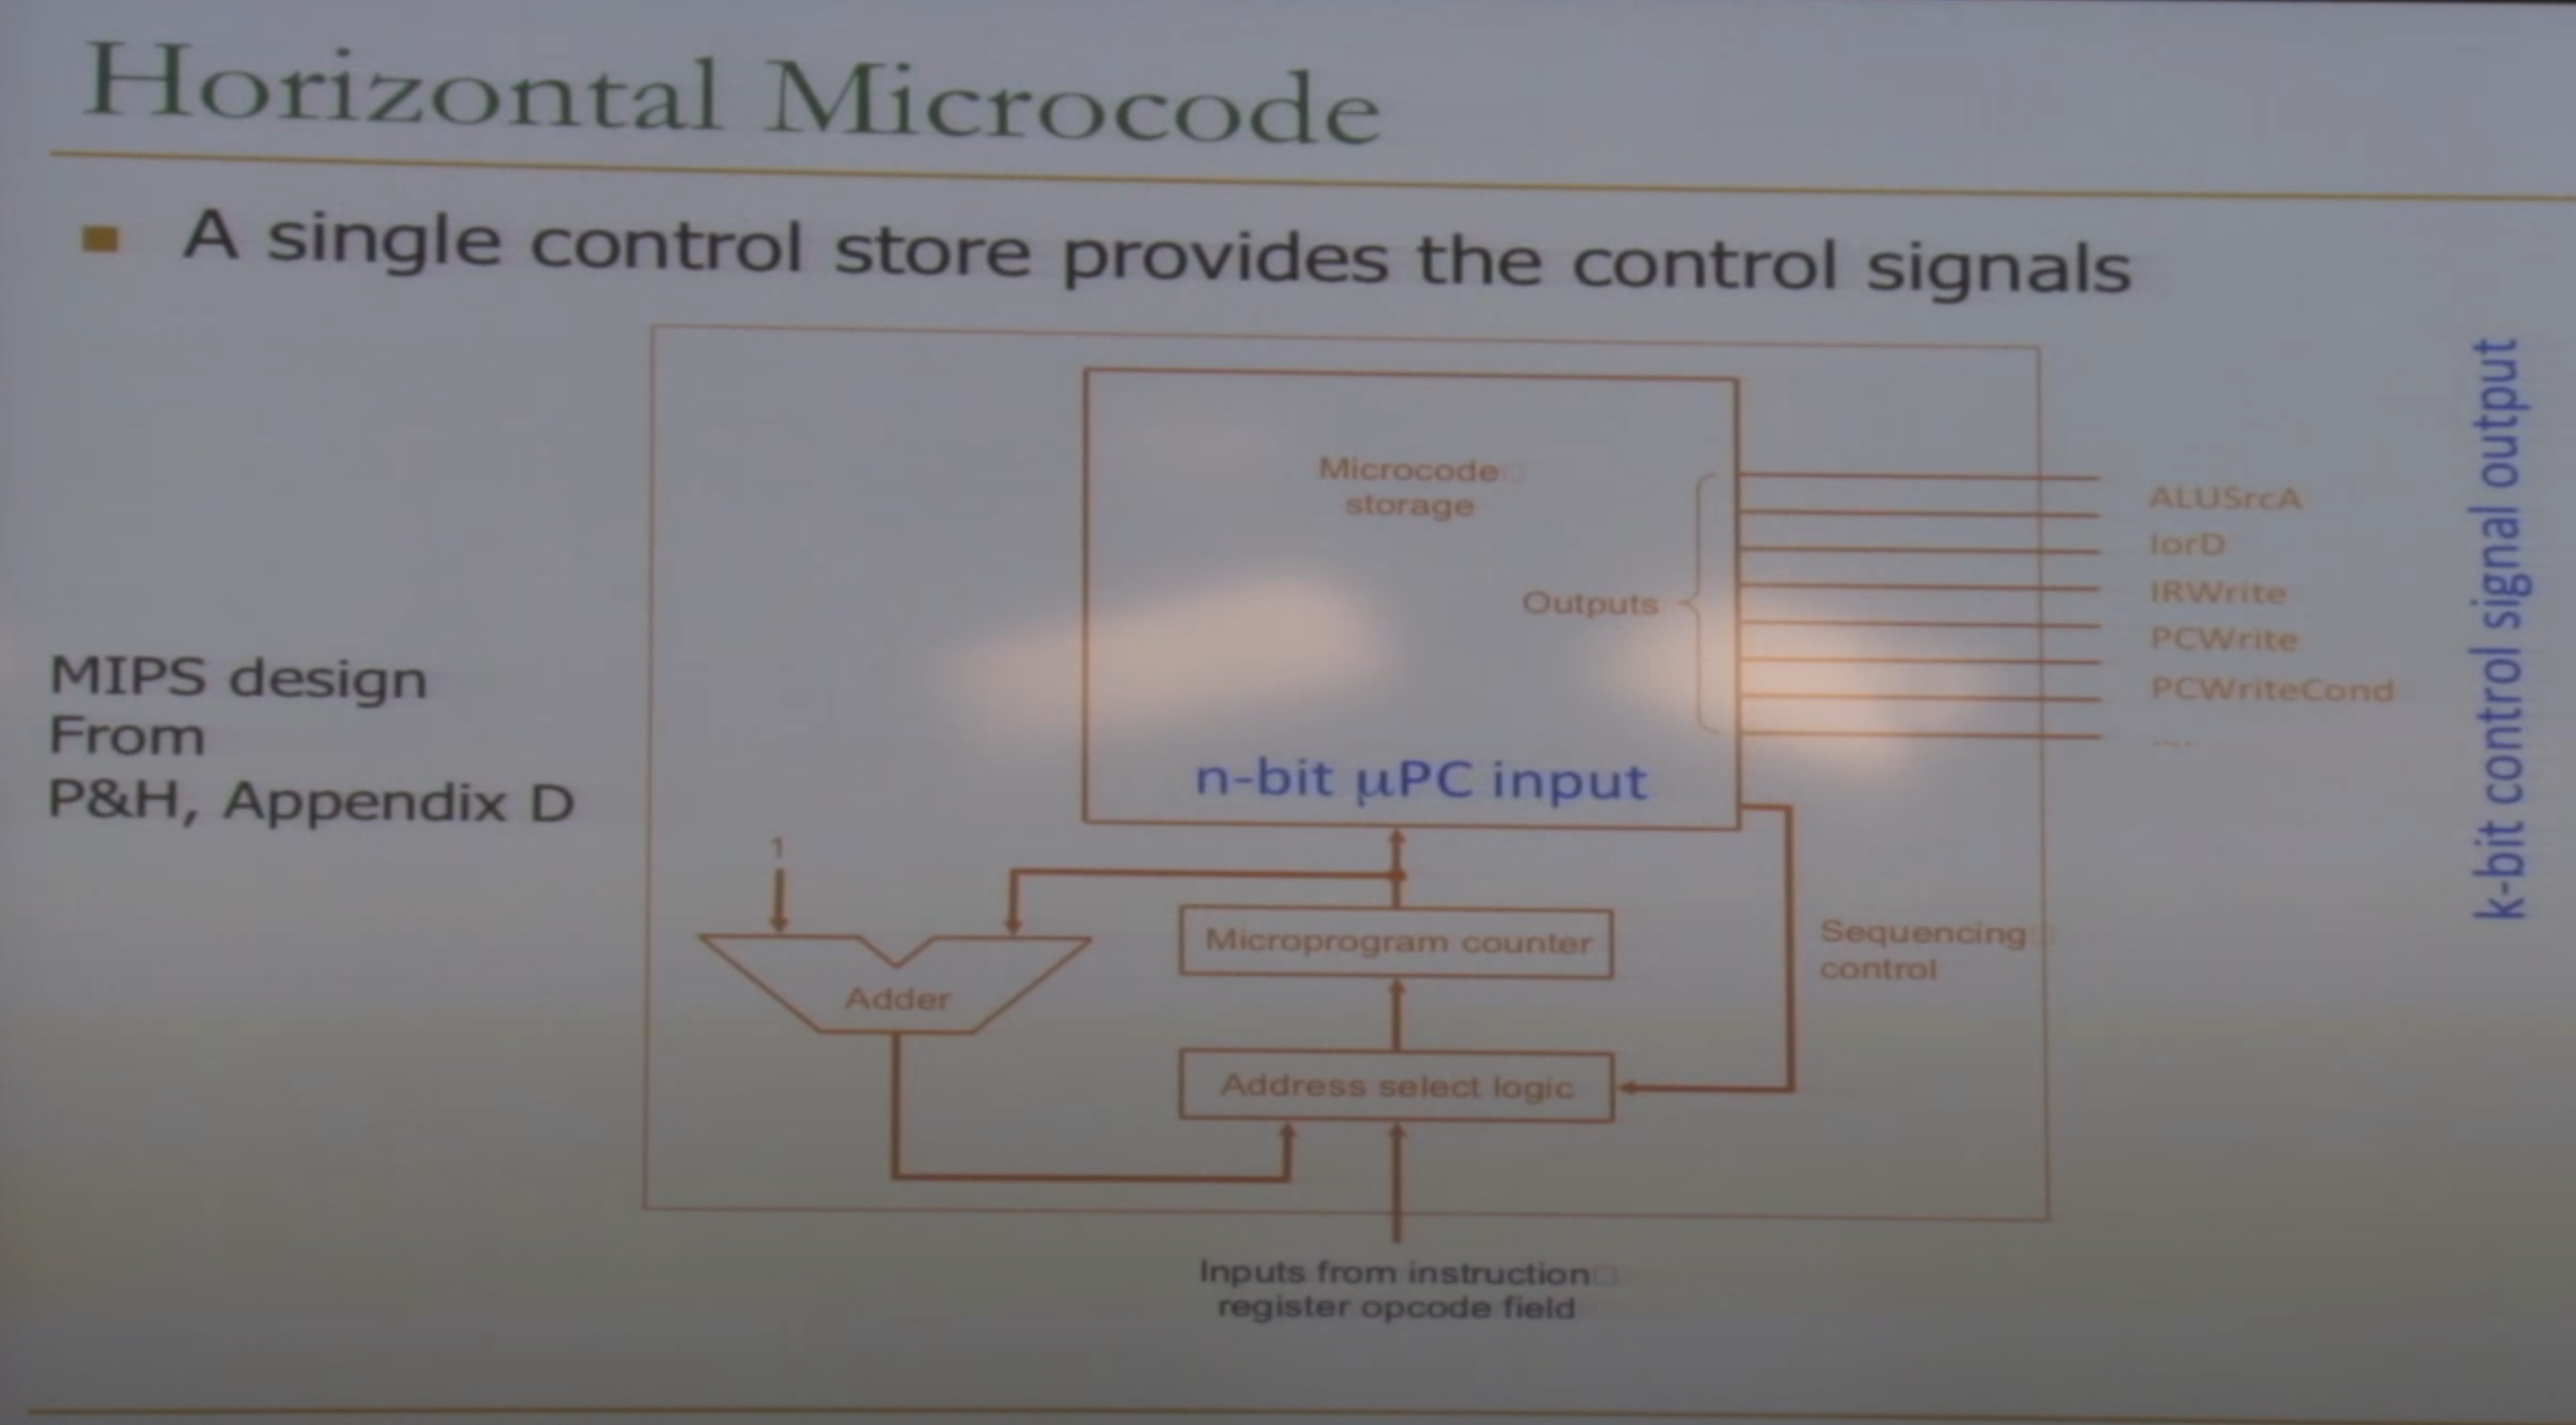 Horizontal Microcode
A single control store provides the control signals
Microcode
storage
Outputs
ALUSrcA
IorD
IRWrite
PCWrite
PCWriteCond
....
k-bit control signal output
MIPS design
From
P&H, Appendix D
n-bit µPC input
1
Microprogram counter
Adder
Sequencing
control
Address select logic
Inputs from instruction
register opcode field